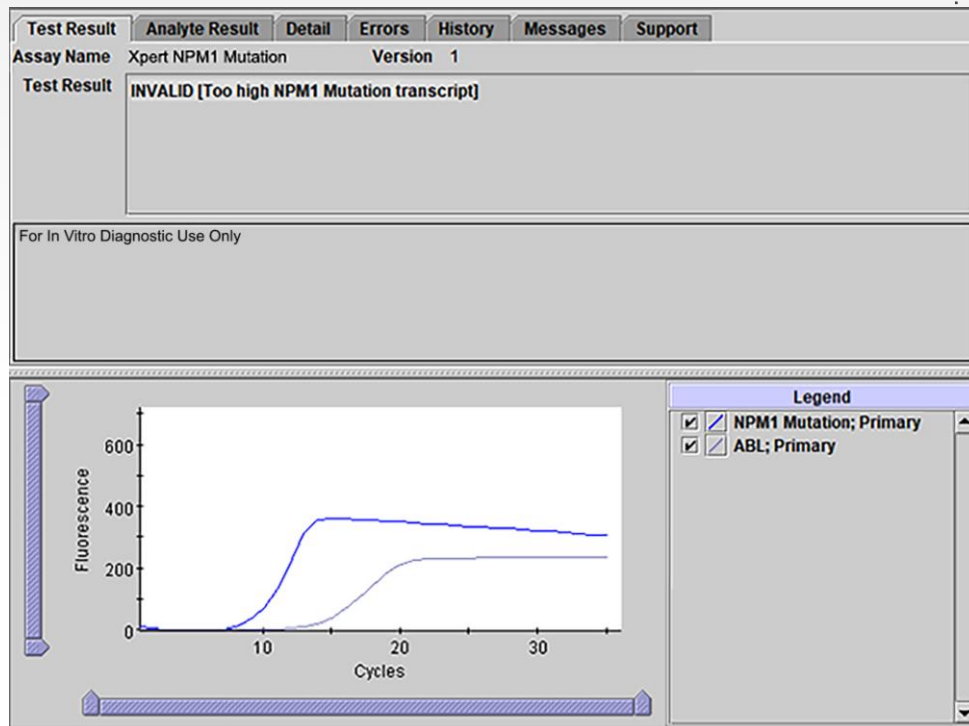 Test Result Analyte Result Detail Errors History Messages Support
Assay Name Xpert NPM1 Mutation Version 1
Test Result INVALID [Too high NPM1 Mutation transcript]
For In Vitro Diagnostic Use Only
Legend
NPM1 Mutation; Primary
ABL; Primary
Fluorescence
600
400
200
0
10 20 30
Cycles